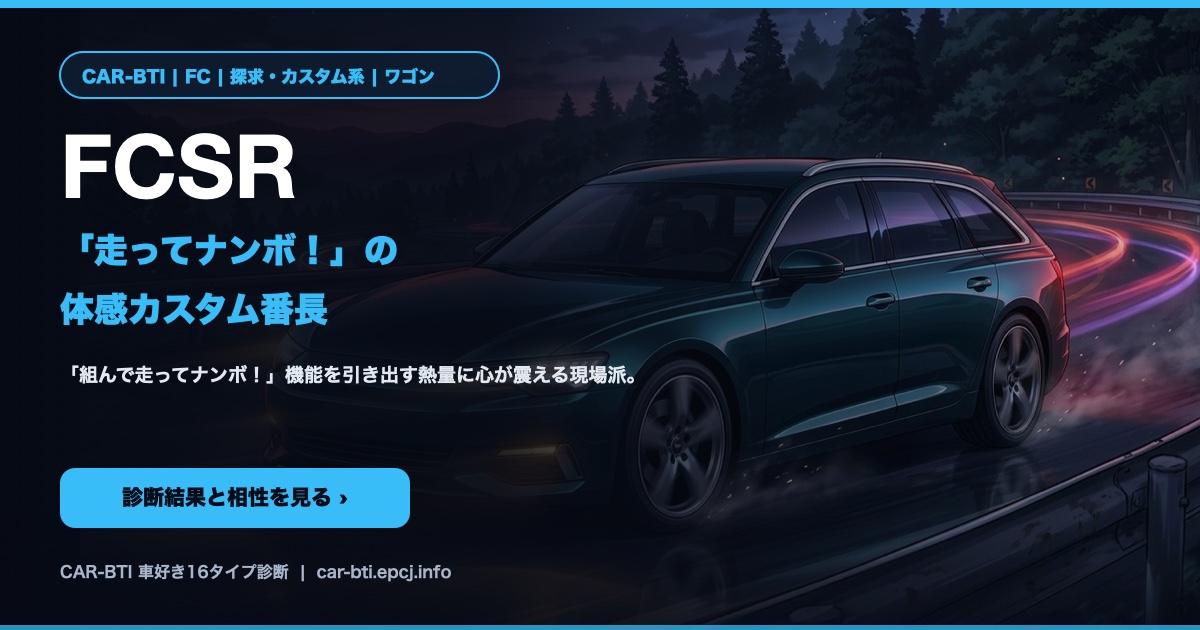 CAR-BTI | FC | 探求・カスタム系 | ワゴン
FCSR
「走ってナンボ！」の
体感カスタム番長
「組んで走ってナンボ！」機能を引き出す熱量に心が震える現場派。
診断結果と相性を見る ›
CAR-BTI 車好き16タイプ診断 | car-bti.epcj.info